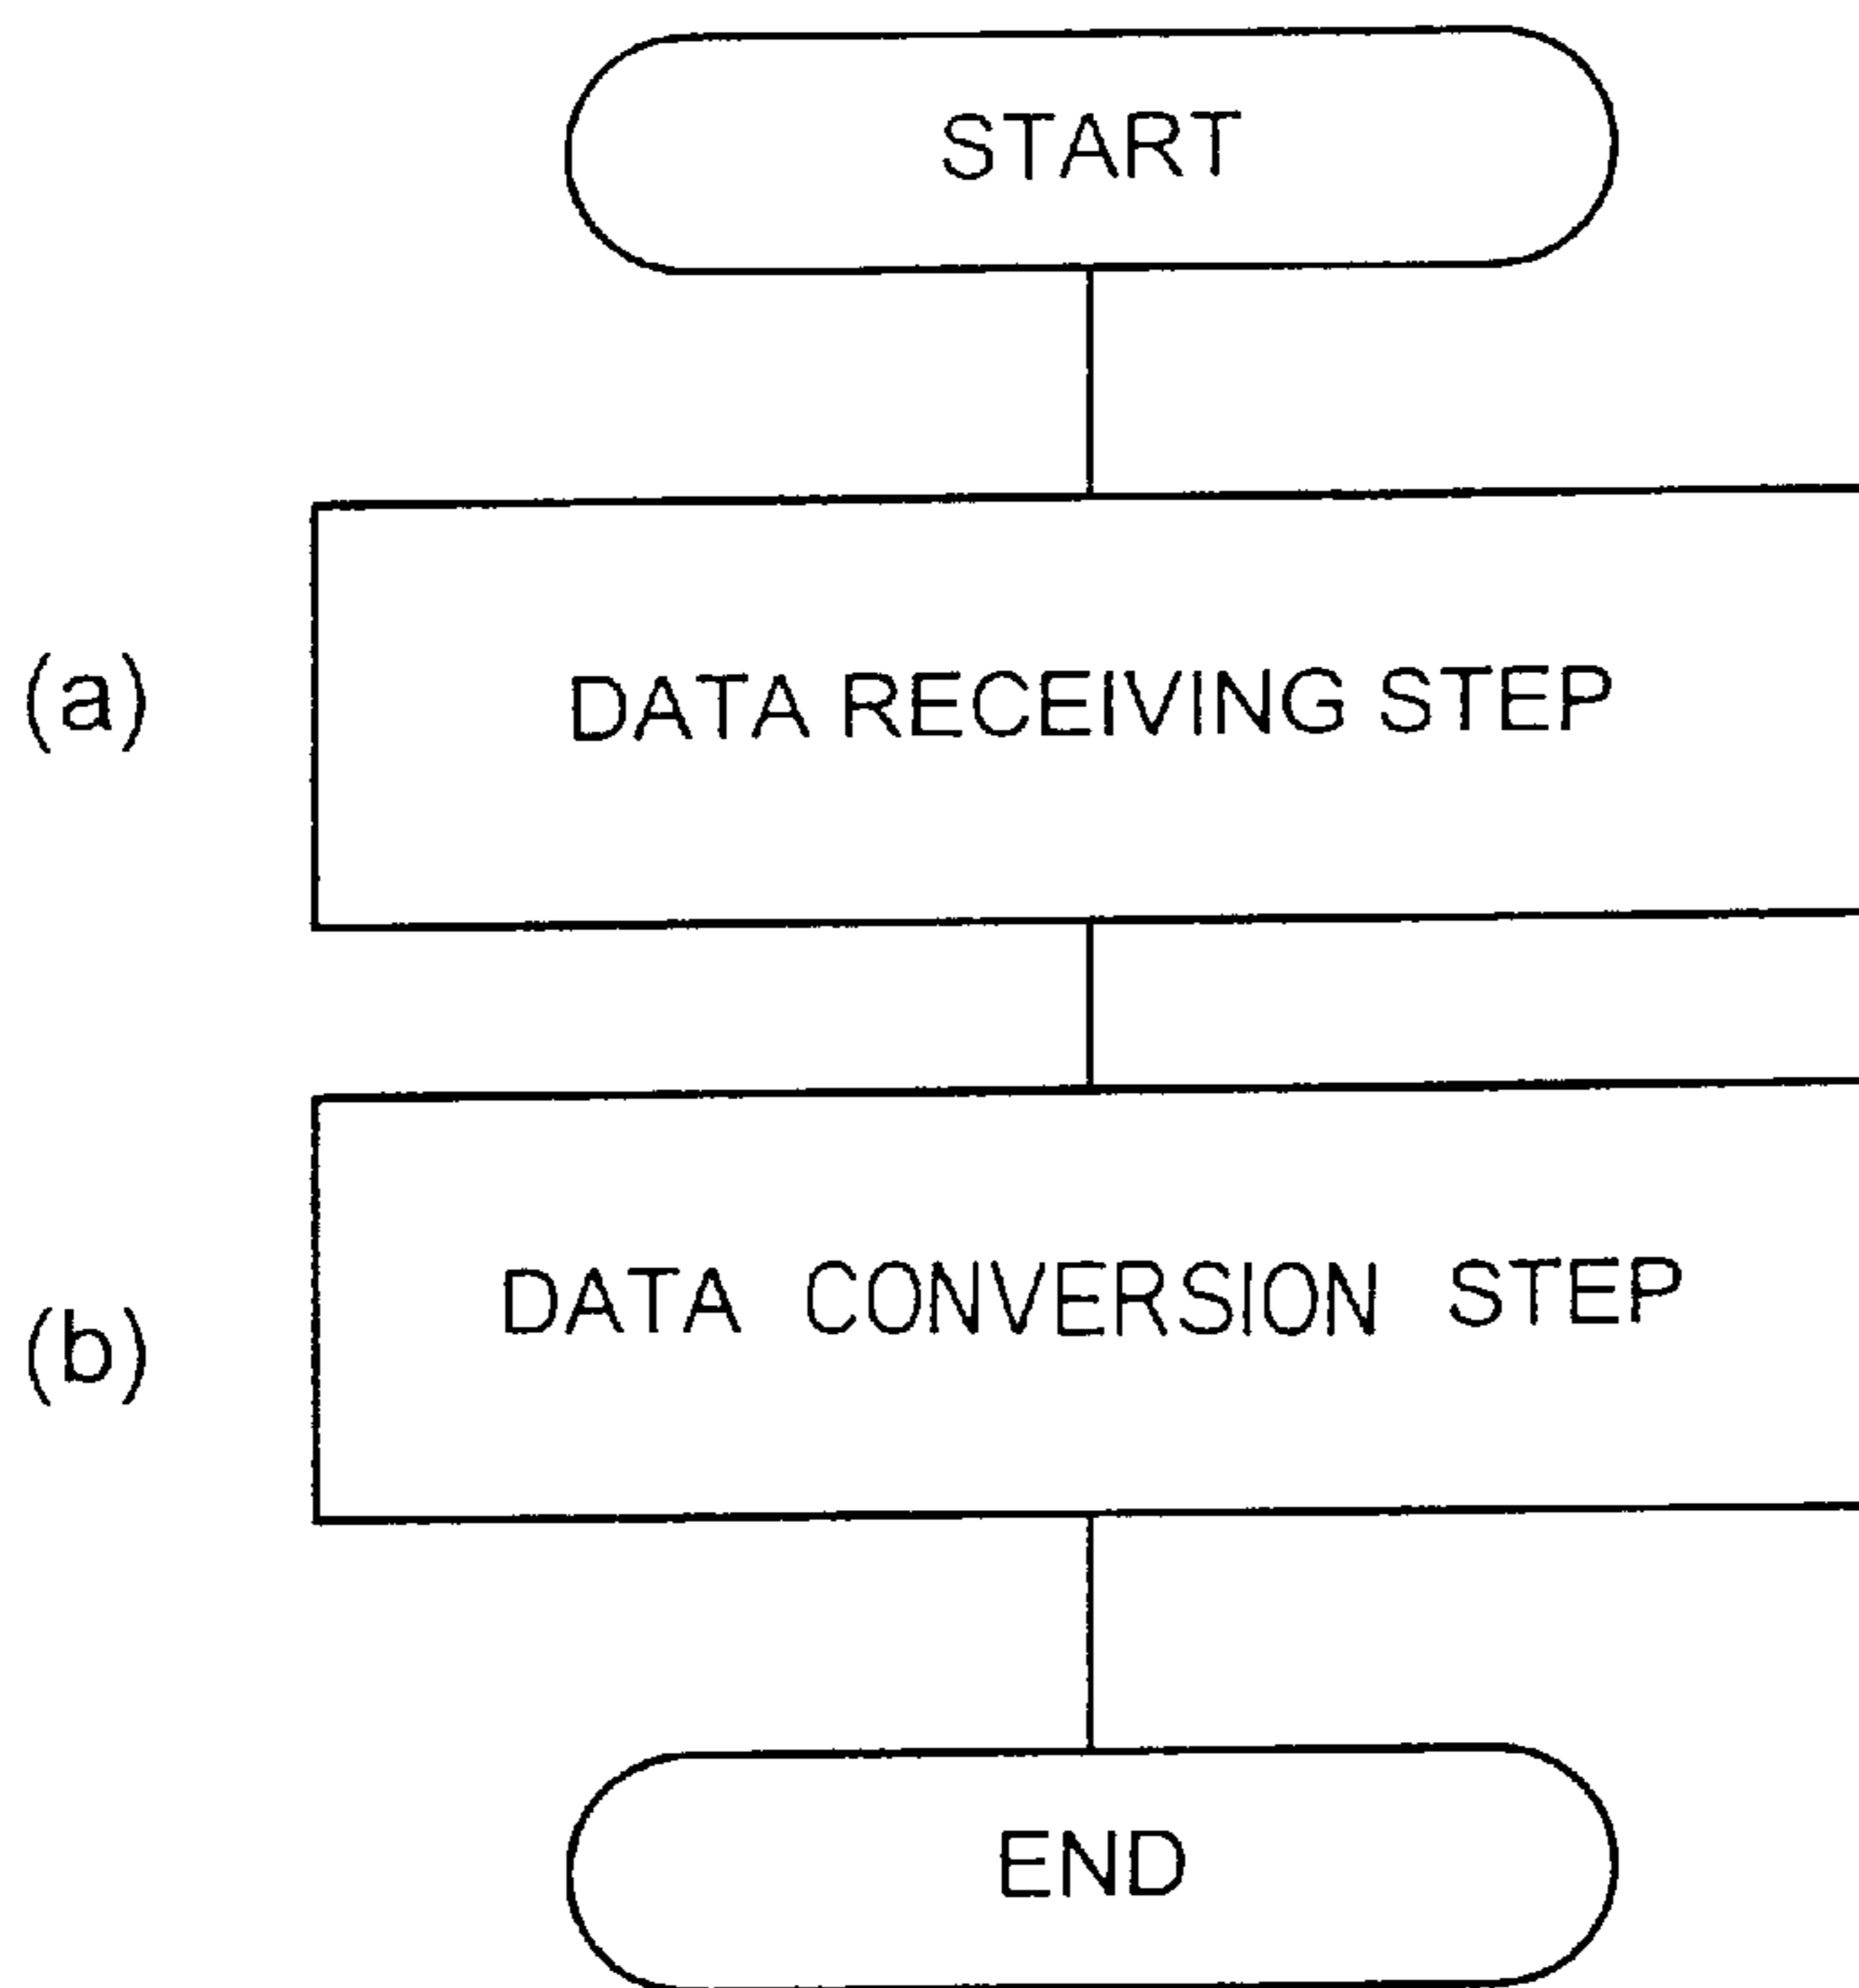 START
(a) DATA RECEIVING STEP
(b) DATA CONVERSION STEP
END